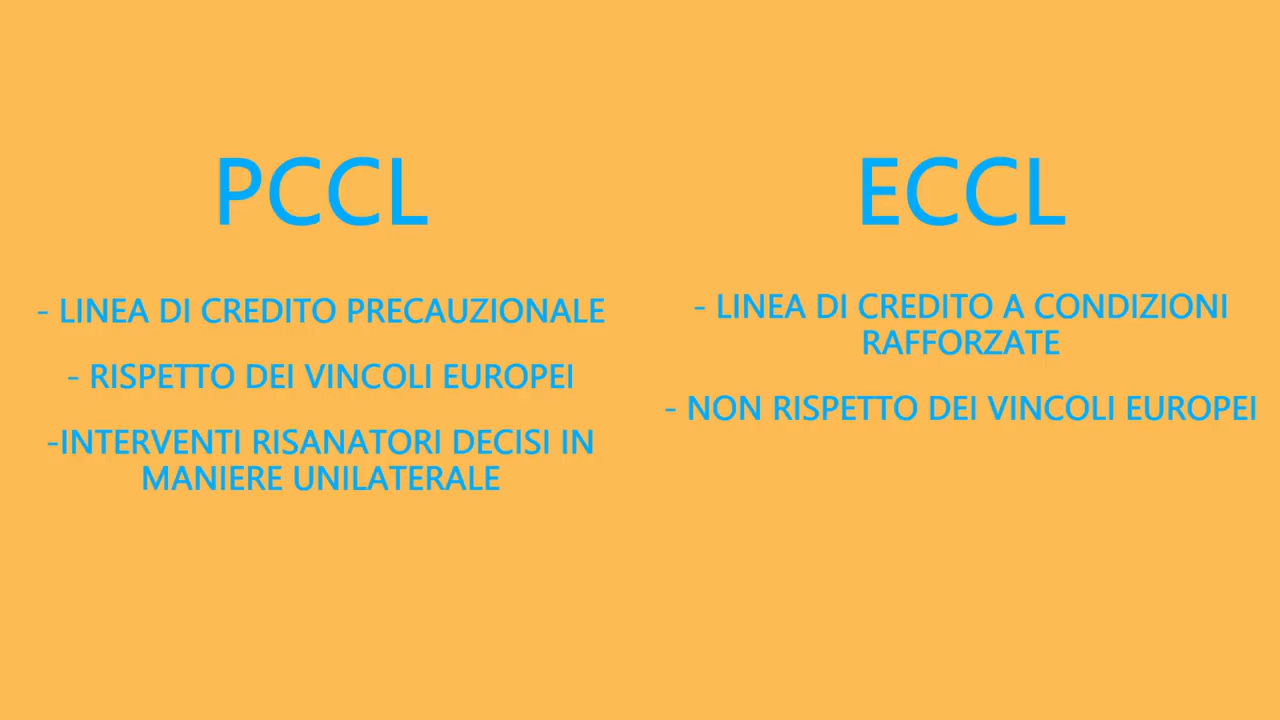 PCCL
- LINEA DI CREDITO PRECAUZIONALE
- RISPETTO DEI VINCOLI EUROPEI
-INTERVENTI RISANATORI DECISI IN
MANIERE UNILATERALE
ECCL
- LINEA DI CREDITO A CONDIZIONI
RAFFORZATE
- NON RISPETTO DEI VINCOLI EUROPEI